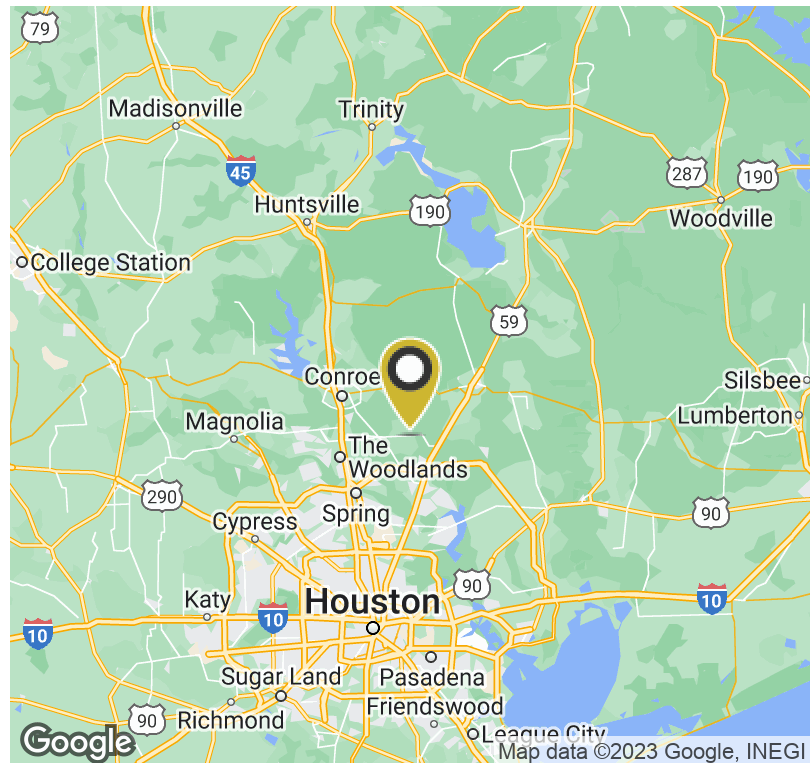 79
Madisonville
Trinity
45
287
190
Huntsville
190
Woodville
College Station
59
Conroe
Silsbee
Lumberton
Magnolia
The
Woodlands
290
Spring
90
Cypress
90
Katy
Houston
10
10
10
Sugar Land
Pasadena
90
Richmond
Friendswood
League City
Google
Map data ©2023 Google, INEGI